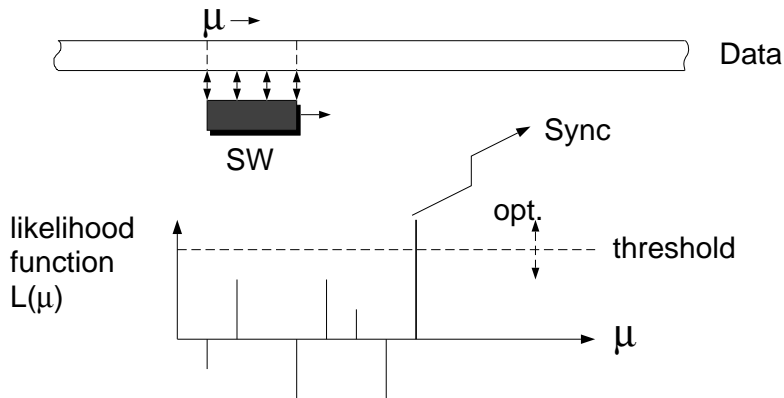 μ
Data
SW
Sync
opt.
likelihood
function
L(μ)
threshold
μ